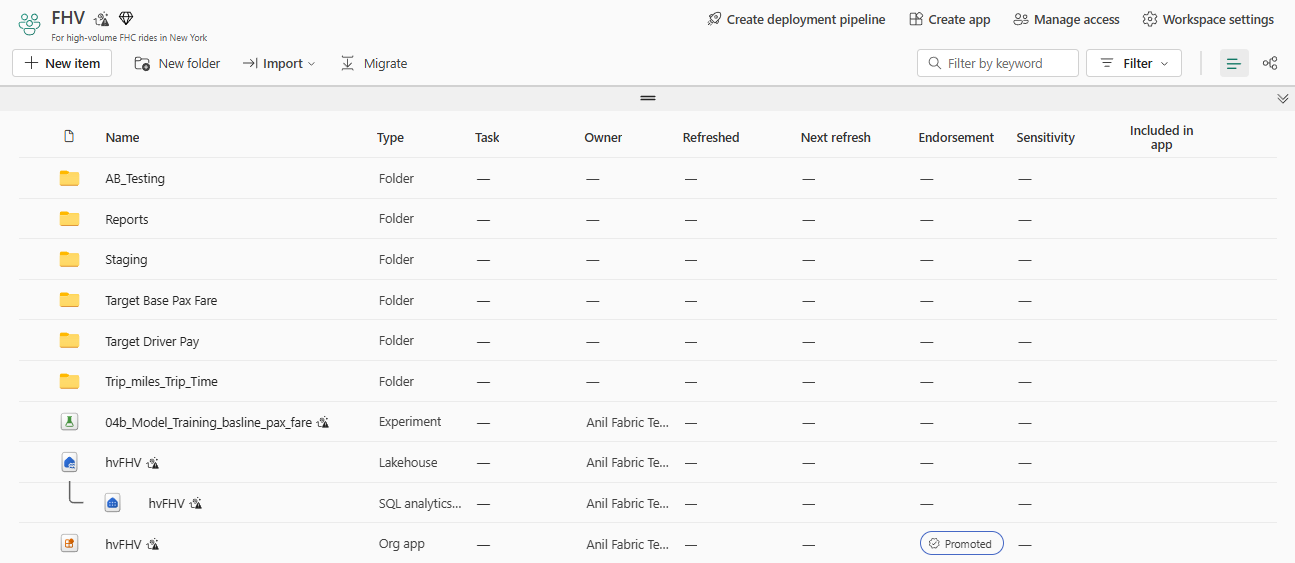 FHV
For high-volume FHC rides in New York
Create deployment pipeline Create app Manage access Workspace settings
New item New folder Import Migrate Filter by keyword Filter
Name Type Task Owner Refreshed Next refresh Endorsement Sensitivity Included in app
AB_Testing Folder — — — — — —
Reports Folder — — — — — —
Staging Folder — — — — — —
Target Base Pax Fare Folder — — — — — —
Target Driver Pay Folder — — — — — —
Trip_miles_Trip_Time Folder — — — — — —
04b_Model_Training_basline_pax_fare Experiment — Anil Fabric Te... — — — —
hvFHV Lakehouse — Anil Fabric Te... — — — —
hvFHV SQL analytics... — Anil Fabric Te... — — — —
hvFHV Org app — Anil Fabric Te... — — Promoted —